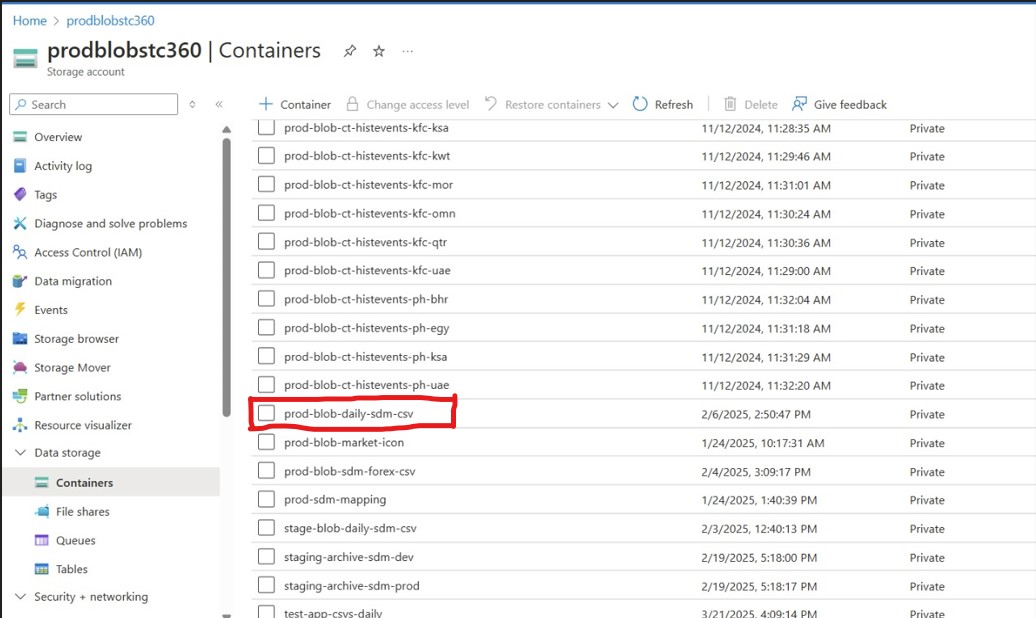 Home > prodblobstc360
prodblobstc360 | Containers
Storage account
Search
Container Change access level Restore containers Refresh Delete Give feedback
Overview
Activity log
Tags
Diagnose and solve problems
Access Control (IAM)
Data migration
Events
Storage browser
Storage Mover
Partner solutions
Resource visualizer
Data storage
Containers
File shares
Queues
Tables
Security + networking
prod-blob-ct-histevents-kfc-ksa 11/12/2024, 11:28:35 AM Private
prod-blob-ct-histevents-kfc-kwt 11/12/2024, 11:29:46 AM Private
prod-blob-ct-histevents-kfc-mor 11/12/2024, 11:31:01 AM Private
prod-blob-ct-histevents-kfc-omn 11/12/2024, 11:30:24 AM Private
prod-blob-ct-histevents-kfc-qtr 11/12/2024, 11:30:36 AM Private
prod-blob-ct-histevents-kfc-uae 11/12/2024, 11:29:00 AM Private
prod-blob-ct-histevents-ph-bhr 11/12/2024, 11:32:04 AM Private
prod-blob-ct-histevents-ph-egy 11/12/2024, 11:31:18 AM Private
prod-blob-ct-histevents-ph-ksa 11/12/2024, 11:31:29 AM Private
prod-blob-ct-histevents-ph-uae 11/12/2024, 11:32:20 AM Private
prod-blob-daily-sdm-csv 2/6/2025, 2:50:47 PM Private
prod-blob-market-icon 1/24/2025, 10:17:31 AM Private
prod-blob-sdm-forex-csv 2/4/2025, 3:09:17 PM Private
prod-sdm-mapping 1/24/2025, 1:40:39 PM Private
stage-blob-daily-sdm-csv 2/3/2025, 12:40:13 PM Private
staging-archive-sdm-dev 2/19/2025, 5:18:00 PM Private
staging-archive-sdm-prod 2/19/2025, 5:18:17 PM Private
test-app-csvs-daily 3/21/2025, 4:09:14 PM Private